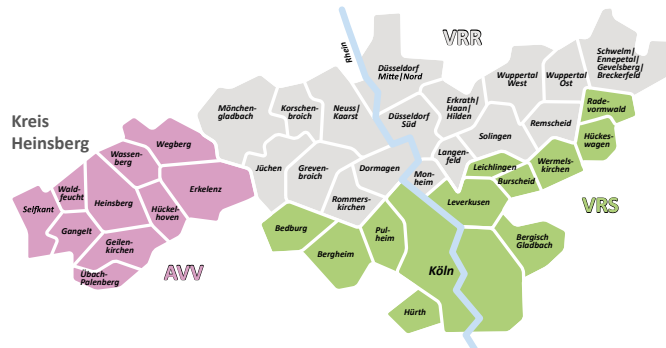 VRR
Rhein
Düsseldorf
Mitte|Nord
Schwelm|
Ennepetal|
Gevelsberg|
Breckerfeld
Wuppertal
West
Wuppertal
Ost
Mönchen-
gladbach
Korschen-
broich
Neuss|
Kaarst
Düsseldorf
Süd
Erkrath|
Haan|
Hilden
Rade-
vormwald
Kreis
Heinsberg
Wegberg
Remscheid
Hückes-
wagen
Solingen
Wassen-
berg
Langen-
feld
Jüchen
Greven-
broich
Dormagen
Mon-
heim
Leichlingen
Wermels-
kirchen
Burscheid
Wald-
feucht
Erkelenz
Selfkant
Heinsberg
Hückel-
hoven
Rommers-
kirchen
Leverkusen
VRS
Gangelt
Geilen-
kirchen
Bedburg
Pul-
heim
Bergisch
Gladbach
Bergheim
Köln
Übach-
Palenberg
AVV
Hürth